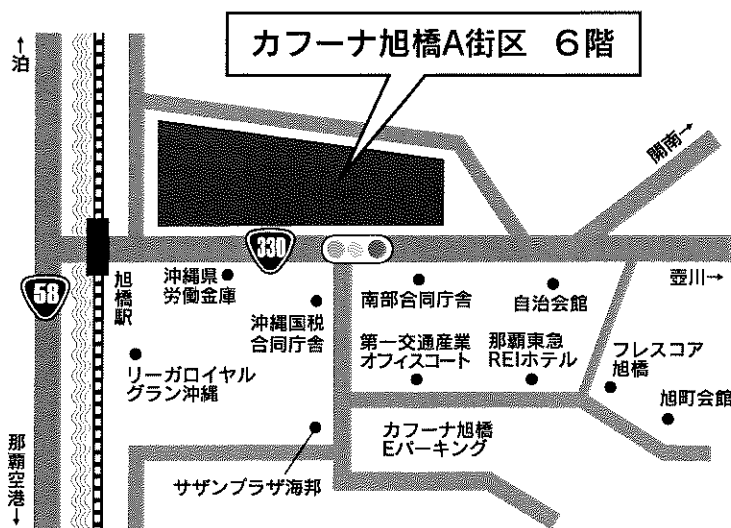 カフーナ旭橋A街区 6階
↑
泊
開南→
330
58
壺川→
旭橋駅
沖縄県
労働金庫
沖縄国税
合同庁舎
リーガロイヤル
グラン沖縄
南部合同庁舎
自治会館
第一交通産業
オフィスコート
那覇東急
REIホテル
フレスコア
旭橋
旭町会館
カフーナ旭橋
Eパーキング
サザンプラザ海邦
那覇空港
↓